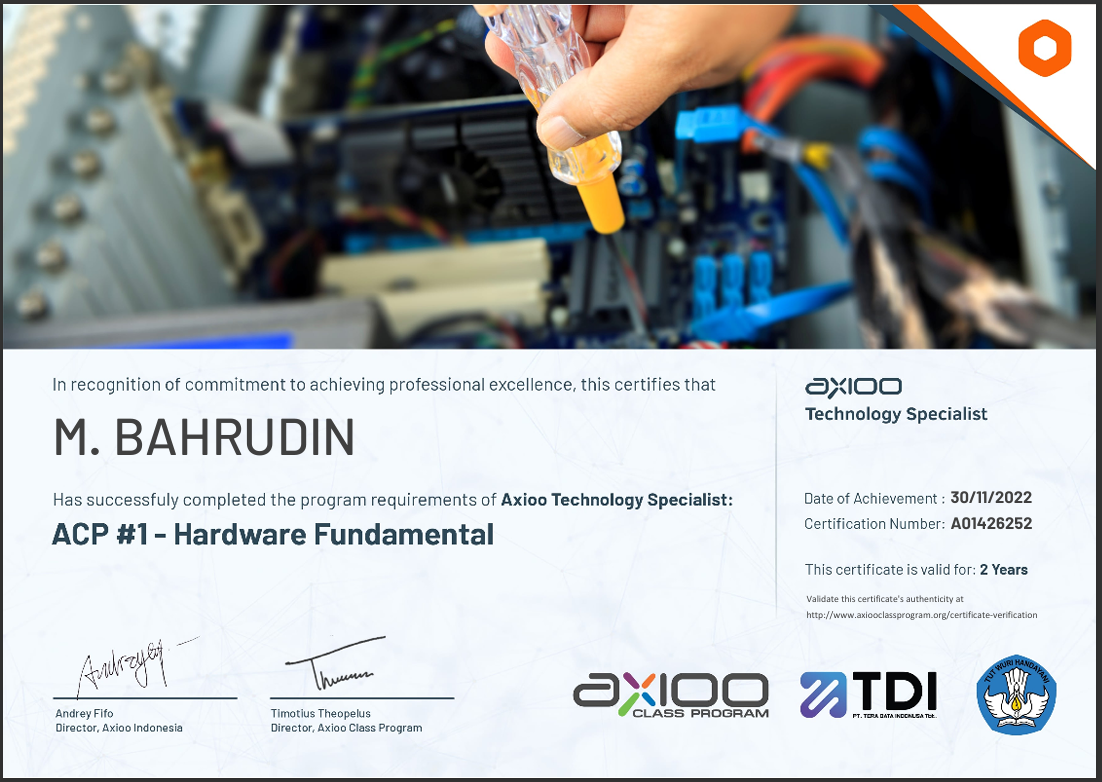 In recognition of commitment to achieving professional excellence, this certifies that
M. BAHRUDIN
Has successfuly completed the program requirements of Axioo Technology Specialist:
ACP #1 - Hardware Fundamental
axioo
Technology Specialist
Date of Achievement : 30/11/2022
Certification Number: A01426252
This certificate is valid for: 2 Years
Validate this certificate's authenticity at
http://www.axiooclassprogram.org/certificate-verification
Andrey Fifo
Director, Axioo Indonesia
Timotius Theopelus
Director, Axioo Class Program
axioo
CLASS PROGRAM
TDI
PT. TERA DATA INDONUSA Tbk.
TUT WURI HANDAYANI